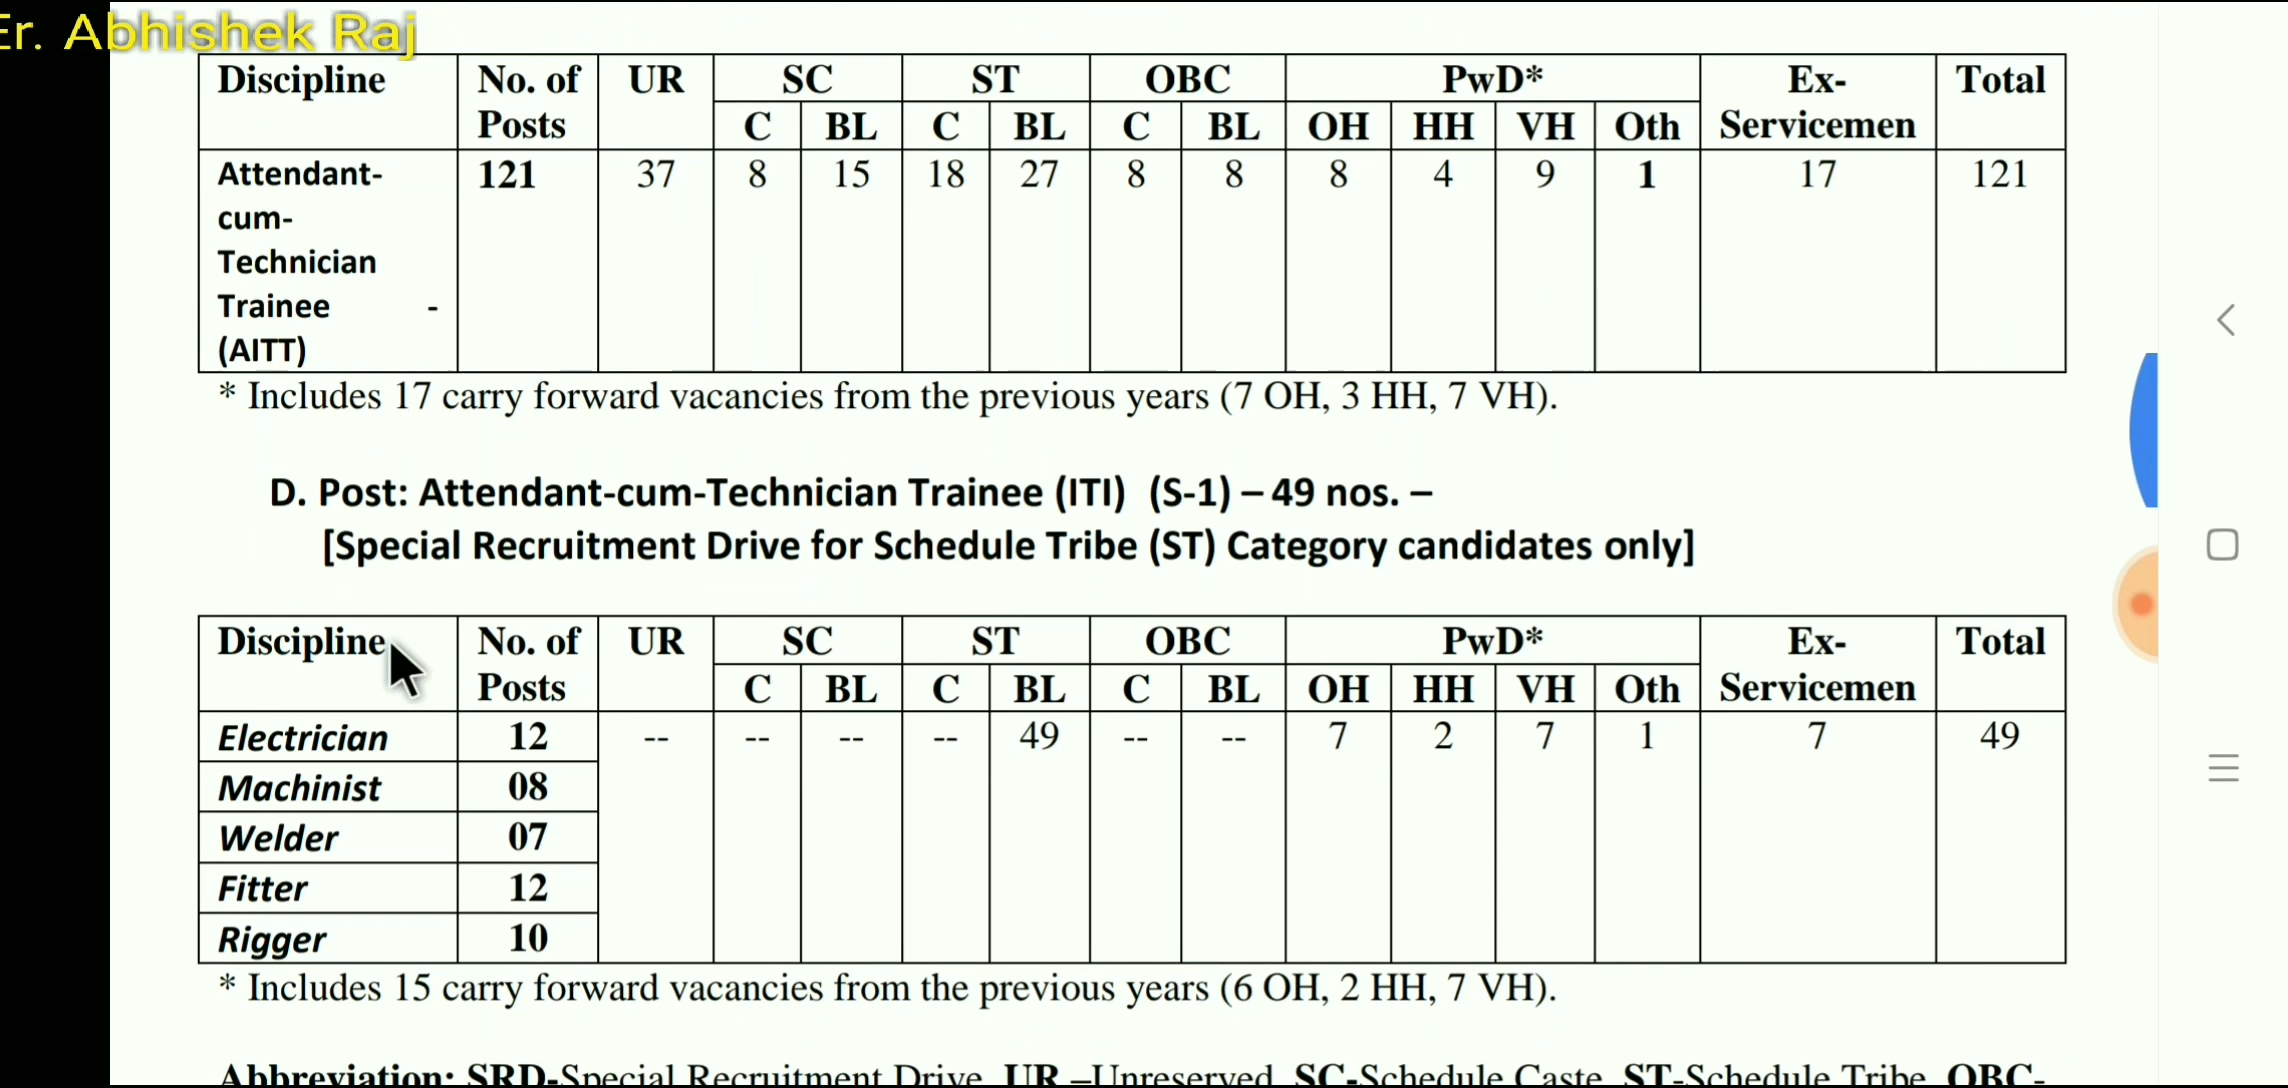 Er. Abhishek Raj
Discipline No. of Posts UR SC ST OBC PwD* Ex-Servicemen Total
C BL C BL C BL OH HH VH Oth
Attendant-cum-Technician Trainee - (AITT) 121 37 8 15 18 27 8 8 8 4 9 1 17 121
* Includes 17 carry forward vacancies from the previous years (7 OH, 3 HH, 7 VH).
D. Post: Attendant-cum-Technician Trainee (ITI) (S-1) – 49 nos. –
[Special Recruitment Drive for Schedule Tribe (ST) Category candidates only]
Discipline No. of Posts UR SC ST OBC PwD* Ex-Servicemen Total
C BL C BL C BL OH HH VH Oth
Electrician 12 -- -- -- -- 49 -- -- 7 2 7 1 7 49
Machinist 08
Welder 07
Fitter 12
Rigger 10
* Includes 15 carry forward vacancies from the previous years (6 OH, 2 HH, 7 VH).
Abbreviation: SRD-Special Recruitment Drive, UR –Unreserved, SC-Schedule Caste, ST-Schedule Tribe, OBC-